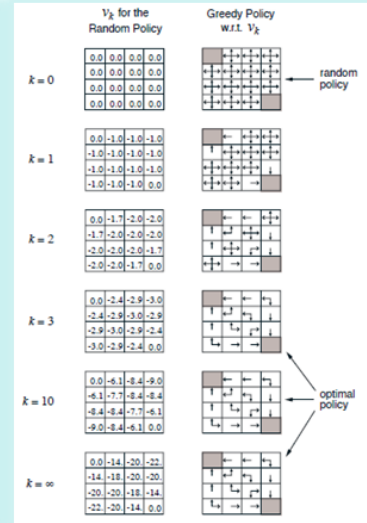 v_k for the Random Policy
Greedy Policy w.r.t. v_k
k = 0
0.0 0.0 0.0 0.0
0.0 0.0 0.0 0.0
0.0 0.0 0.0 0.0
0.0 0.0 0.0 0.0
random policy
k = 1
0.0 -1.0 -1.0 -1.0
-1.0 -1.0 -1.0 -1.0
-1.0 -1.0 -1.0 -1.0
-1.0 -1.0 -1.0 0.0
k = 2
0.0 -1.7 -2.0 -2.0
-1.7 -2.0 -2.0 -2.0
-2.0 -2.0 -2.0 -1.7
-2.0 -2.0 -1.7 0.0
k = 3
0.0 -2.4 -2.9 -3.0
-2.4 -2.9 -3.0 -2.9
-2.9 -3.0 -2.9 -2.4
-3.0 -2.9 -2.4 0.0
k = 10
0.0 -6.1 -8.4 -9.0
-6.1 -7.7 -8.4 -8.4
-8.4 -8.4 -7.7 -6.1
-9.0 -8.4 -6.1 0.0
optimal policy
k = ∞
0.0 -14. -20. -22.
-14. -18. -20. -20.
-20. -20. -18. -14.
-22. -20. -14. 0.0